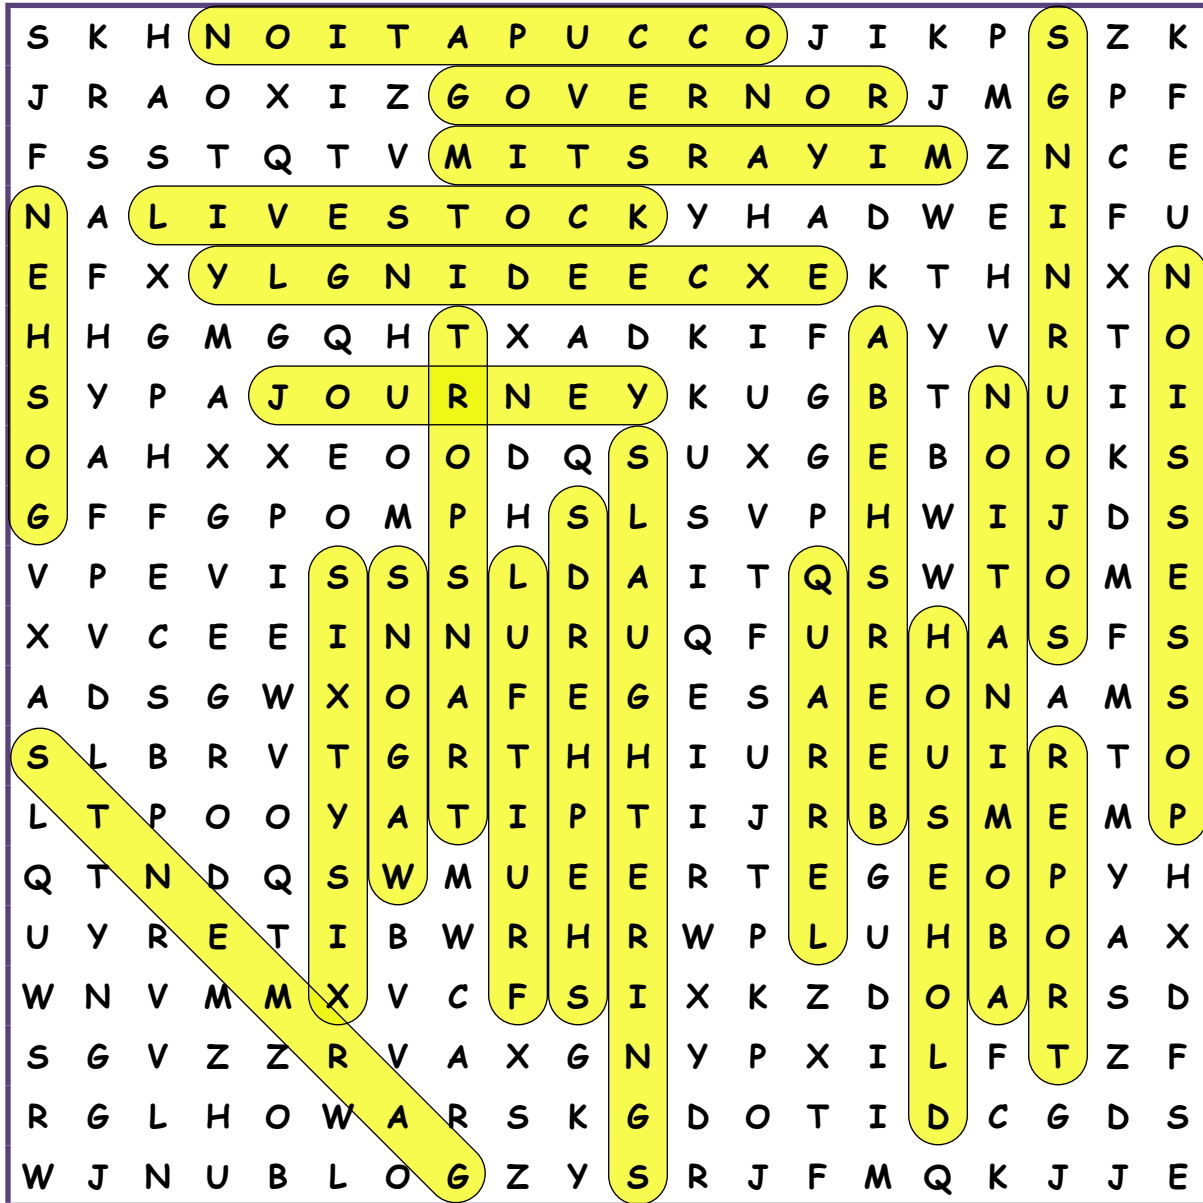 S K H N O I T A P U C C O J I K P S Z K
J R A O X I Z G O V E R N O R J M G P F
F S S T Q T V M I T S R A Y I M Z N C E
N A L I V E S T O C K Y H A D W E I F U
E F X Y L G N I D E E C X E K T H N X N
H H G M G Q H T X A D K I F A Y V R T O
S Y P A J O U R N E Y K U G B T N U I I
O A H X X E O O D Q S U X G E B O O K S
G F F G P O M P H S L S V P H W I J D S
V P E V I S S S L D A I T Q S W T O M E
X V C E E I N N U R U Q F U R H A S F S
A D S G W X O A F E G E S A E O N A M S
S L B R V T G R T H H I U R E U I R T O
L T P O O Y A T I P T I J R B S M E M P
Q T N D Q S W M U E E R T E G E O P Y H
U Y R E T I B W R H R W P L U H B O A X
W N V M M X V C F S I X K Z D O A R S D
S G V Z Z R V A X G N Y P X I L F T Z F
R G L H O W A R S K G D O T I D C G D S
W J N U B L O G Z Y S R J F M Q K J J E